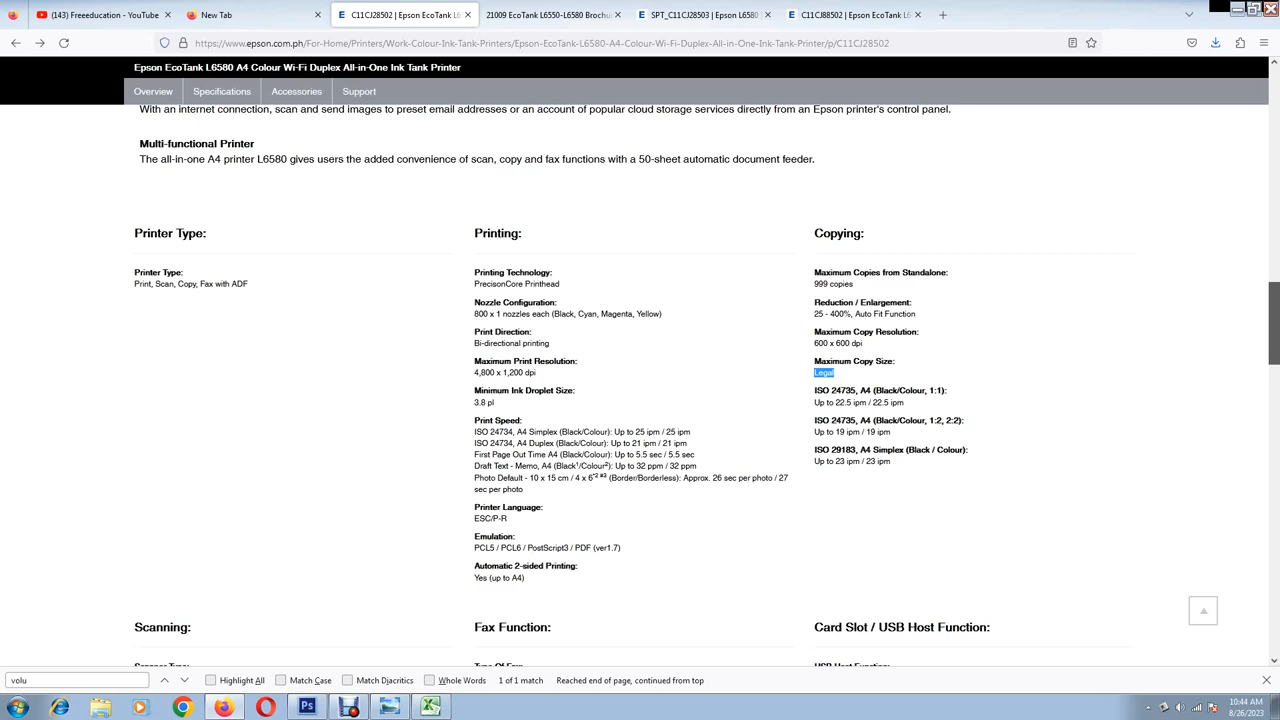 (143) Freeeducation - YouTube
New Tab
C11CJ28502 | Epson EcoTank L6
21009 EcoTank L6550-L6580 Brochu
SPT_C11CJ28503 | Epson L6580
C11CJ88502 | Epson EcoTank L6
https://www.epson.com.ph/For-Home/Printers/Work-Colour-Ink-Tank-Printers/Epson-EcoTank-L6580-A4-Colour-Wi-Fi-Duplex-All-in-One-Ink-Tank-Printer/p/C11CJ28502
Epson EcoTank L6580 A4 Colour Wi-Fi Duplex All-in-One Ink Tank Printer
Overview
Specifications
Accessories
Support
With an internet connection, scan and send images to preset email addresses or an account of popular cloud storage services directly from an Epson printer's control panel.
Multi-functional Printer
The all-in-one A4 printer L6580 gives users the added convenience of scan, copy and fax functions with a 50-sheet automatic document feeder.
Printer Type:
Printer Type:
Print, Scan, Copy, Fax with ADF
Printing:
Printing Technology:
PrecisonCore Printhead
Nozzle Configuration:
800 x 1 nozzles each (Black, Cyan, Magenta, Yellow)
Print Direction:
Bi-directional printing
Maximum Print Resolution:
4,800 x 1,200 dpi
Minimum Ink Droplet Size:
3.8 pl
Print Speed:
ISO 24734, A4 Simplex (Black/Colour): Up to 25 ipm / 25 ipm
ISO 24734, A4 Duplex (Black/Colour): Up to 21 ipm / 21 ipm
First Page Out Time A4 (Black/Colour): Up to 5.5 sec / 5.5 sec
Draft Text - Memo, A4 (Black¹/Colour²): Up to 32 ppm / 32 ppm
Photo Default - 10 x 15 cm / 4 x 6"*² #³ (Border/Borderless): Approx. 26 sec per photo / 27
sec per photo
Printer Language:
ESC/P-R
Emulation:
PCL5 / PCL6 / PostScript3 / PDF (ver1.7)
Automatic 2-sided Printing:
Yes (up to A4)
Copying:
Maximum Copies from Standalone:
999 copies
Reduction / Enlargement:
25 - 400%, Auto Fit Function
Maximum Copy Resolution:
600 x 600 dpi
Maximum Copy Size:
Legal
ISO 24735, A4 (Black/Colour, 1:1):
Up to 22.5 ipm / 22.5 ipm
ISO 24735, A4 (Black/Colour, 1:2, 2:2):
Up to 19 ipm / 19 ipm
ISO 29183, A4 Simplex (Black / Colour):
Up to 23 ipm / 23 ipm
Scanning:
Fax Function:
Card Slot / USB Host Function:
Scanner Type:
Type Of Fax
USB Host Function:
volu
Highlight All
Match Case
Match Diacritics
Whole Words
1 of 1 match
Reached end of page, continued from top
10:44 AM
8/26/2023